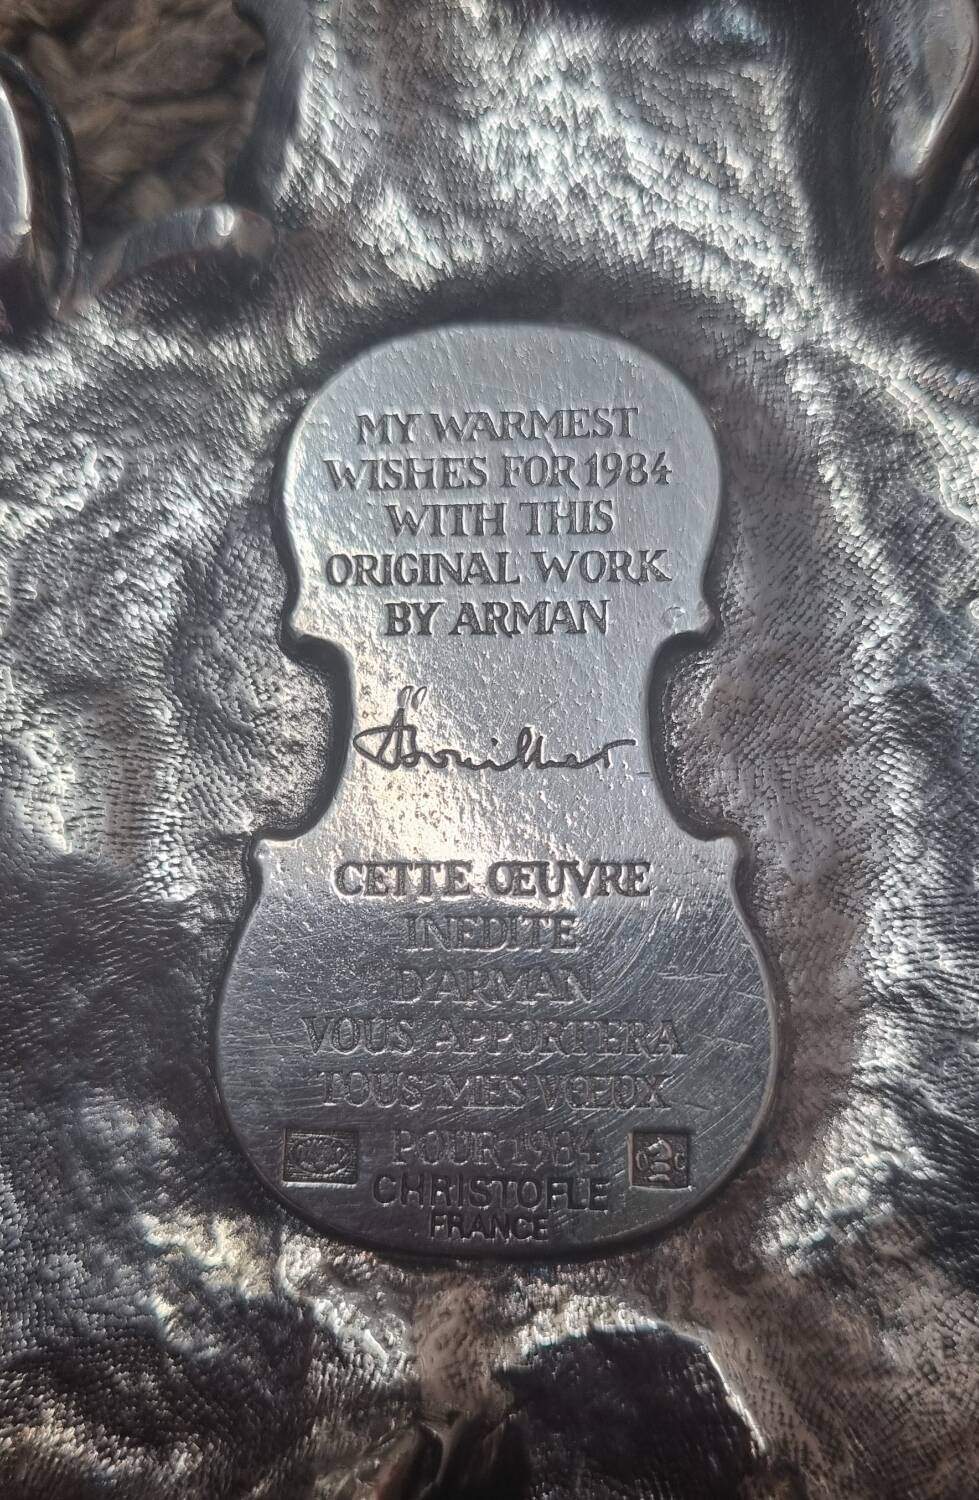 MY WARMEST
WISHES FOR 1984
WITH THIS
ORIGINAL WORK
BY ARMAN
CETTE ŒUVRE
INEDITE
D'ARMAN
VOUS APPORTERA
TOUS MES VŒUX
POUR 1984
CHRISTOFLE
FRANCE